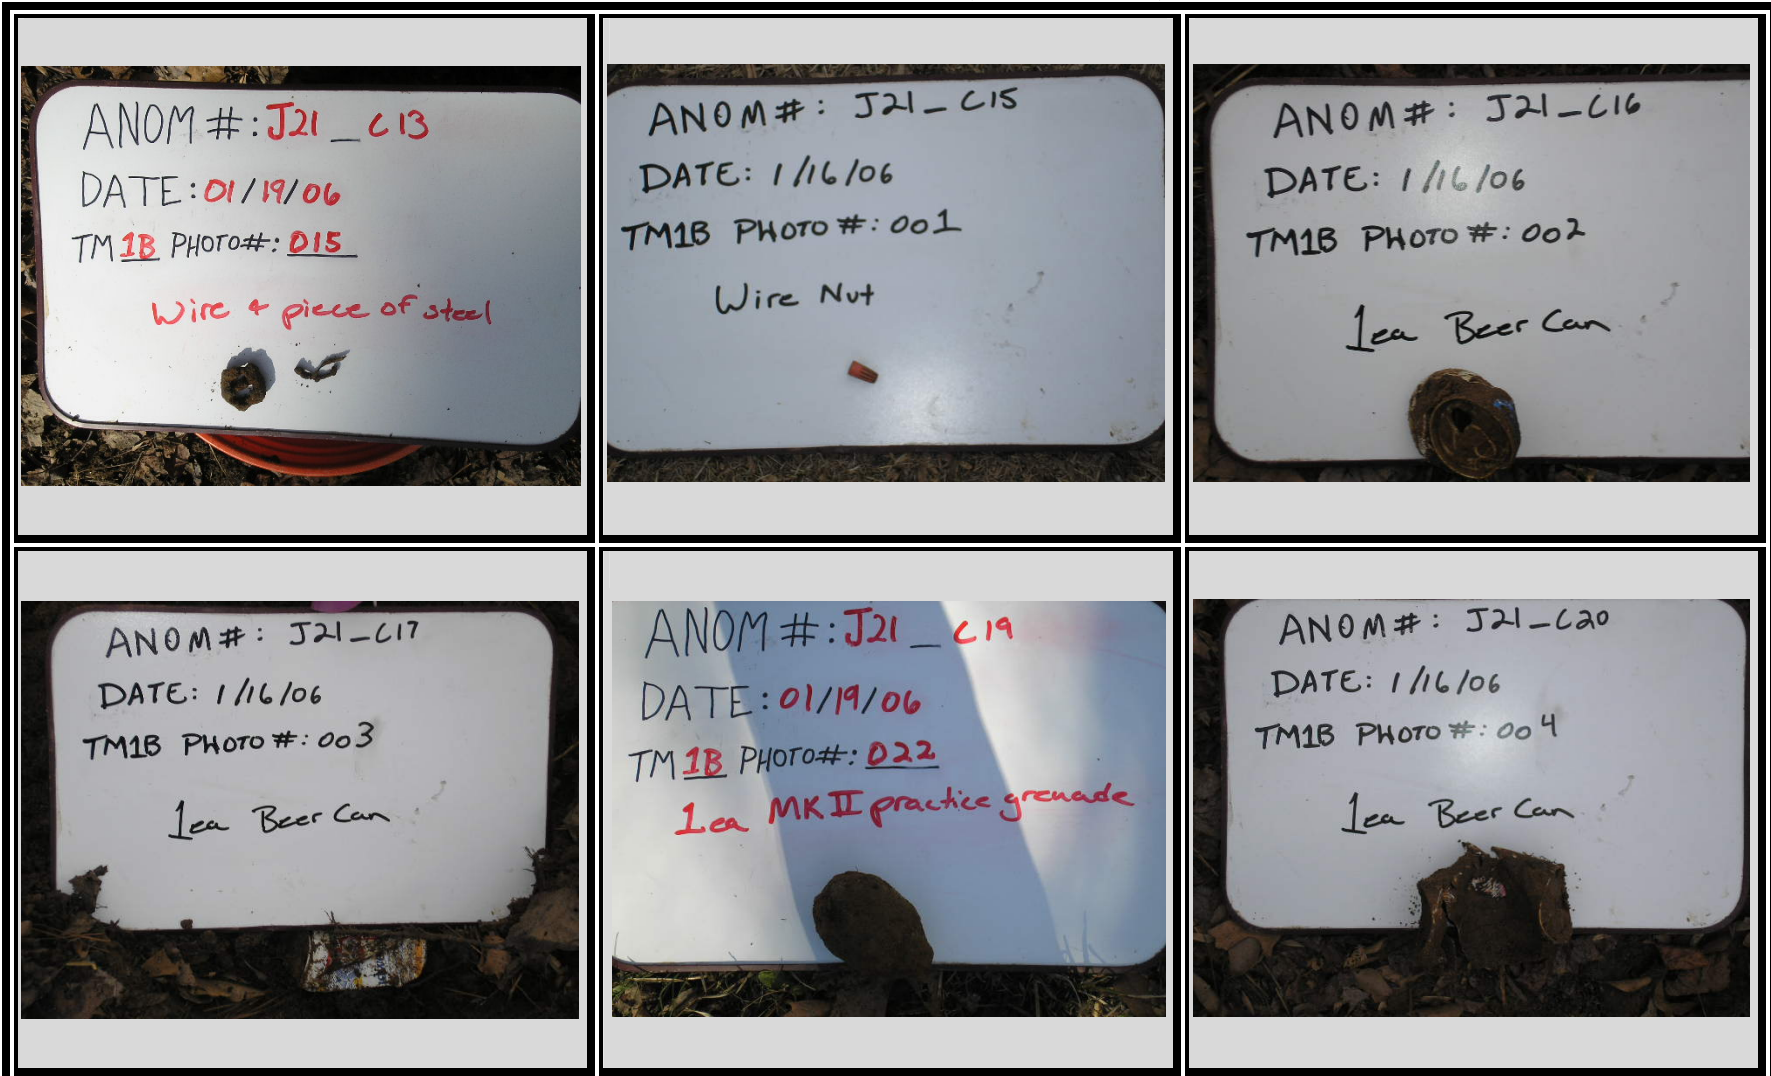 ANOM #: J21_C13
DATE: 01/19/06
TM 1B PHOTO#: 015
Wire & piece of steel
ANOM #: J21_C15
DATE: 1/16/06
TM1B PHOTO #: 001
Wire Nut
ANOM #: J21_C16
DATE: 1/16/06
TM1B PHOTO #: 002
1ea Beer Can
ANOM #: J21_C17
DATE: 1/16/06
TM1B PHOTO #: 003
1ea Beer Can
ANOM #: J21_C19
DATE: 01/19/06
TM 1B PHOTO#: 022
1ea MK II practice grenade
ANOM #: J21_C20
DATE: 1/16/06
TM1B PHOTO #: 004
1ea Beer Can